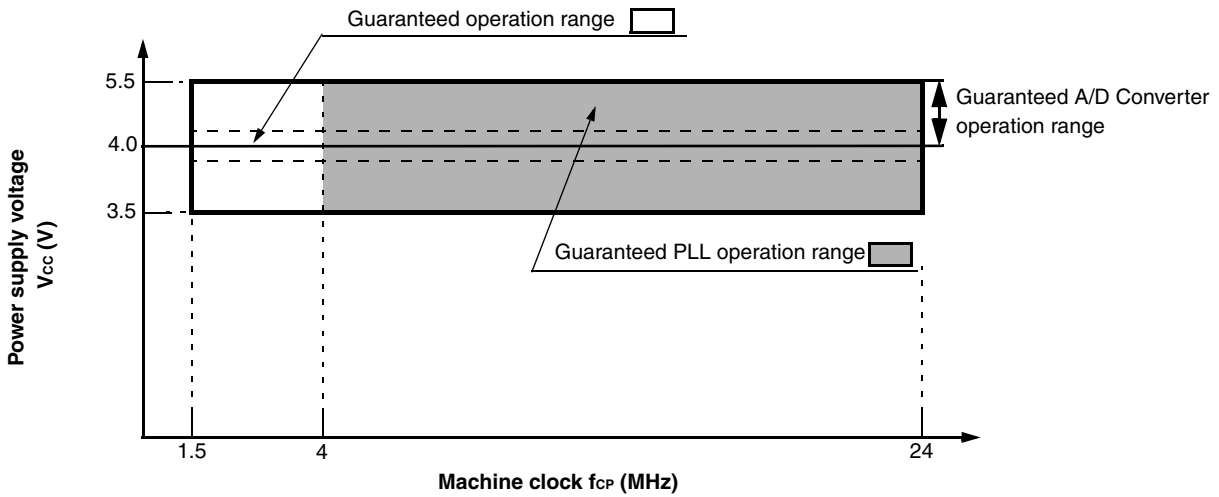 Guaranteed operation range
5.5
Guaranteed A/D Converter
operation range
4.0
Power supply voltage
Vcc (V)
3.5
Guaranteed PLL operation range
1.5
4
24
Machine clock fCP (MHz)